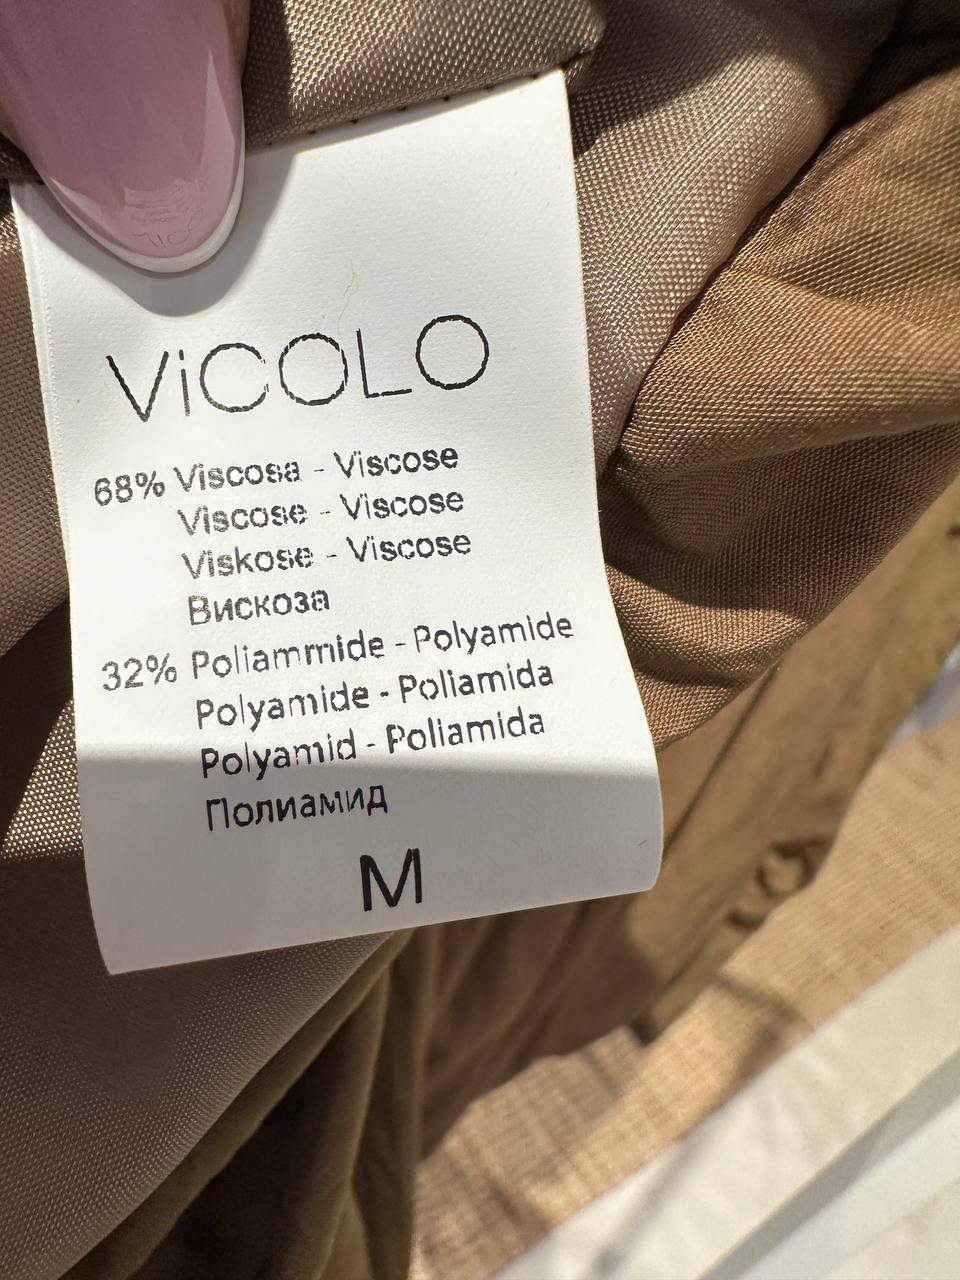 ViCOLO
68% Viscosa - Viscose
Viscose - Viscose
Viskose - Viscose
Вискоза
32% Poliammide - Polyamide
Polyamide - Poliamida
Polyamid - Poliamida
Полиамид
M